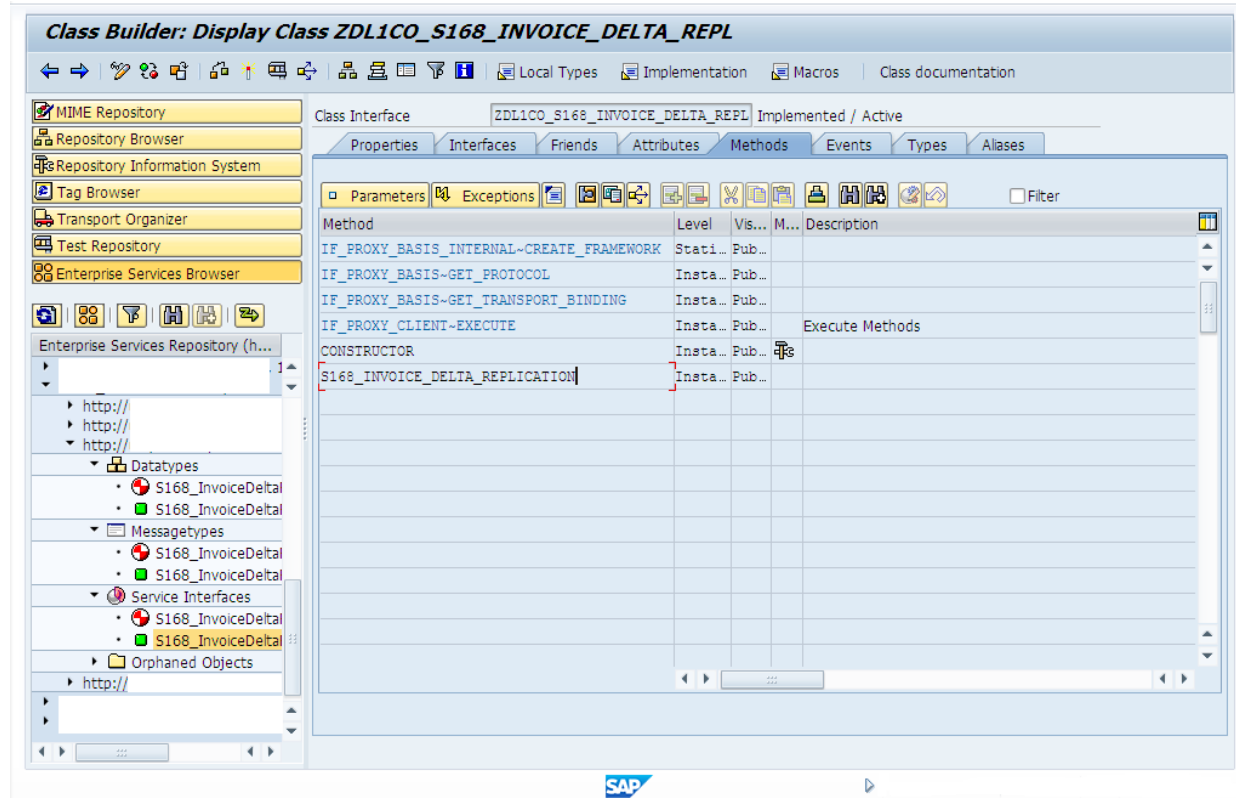 Class Builder: Display Class ZDL1CO_S168_INVOICE_DELTA_REPL
Local Types Implementation Macros Class documentation
MIME Repository
Repository Browser
Repository Information System
Tag Browser
Transport Organizer
Test Repository
Enterprise Services Browser
Enterprise Services Repository (h...
http://
http://
http://
Datatypes
S168_InvoiceDeltal
S168_InvoiceDeltal
Messagetypes
S168_InvoiceDeltal
S168_InvoiceDeltal
Service Interfaces
S168_InvoiceDeltal
S168_InvoiceDeltal
Orphaned Objects
http://
Class Interface ZDL1CO_S168_INVOICE_DELTA_REPL Implemented / Active
Properties Interfaces Friends Attributes Methods Events Types Aliases
Parameters Exceptions Filter
Method Level Vis... M... Description
IF_PROXY_BASIS_INTERNAL~CREATE_FRAMEWORK Stati... Pub...
IF_PROXY_BASIS~GET_PROTOCOL Insta... Pub...
IF_PROXY_BASIS~GET_TRANSPORT_BINDING Insta... Pub...
IF_PROXY_CLIENT~EXECUTE Insta... Pub... Execute Methods
CONSTRUCTOR Insta... Pub...
S168_INVOICE_DELTA_REPLICATION Insta... Pub...
SAP